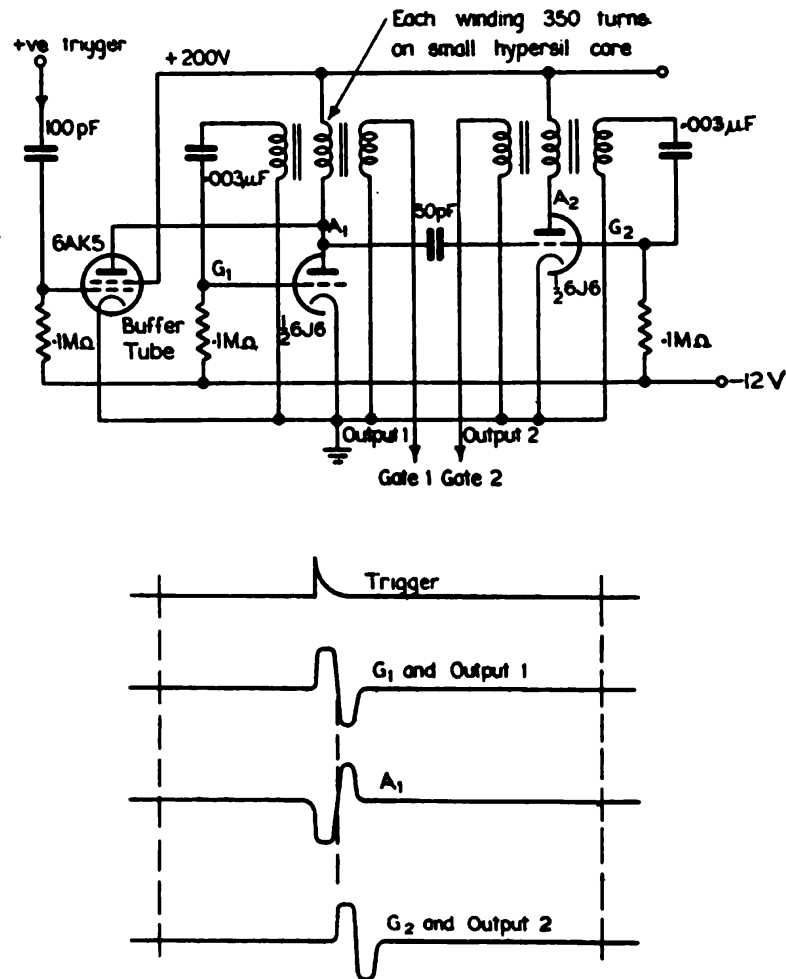 Each winding 350 turns
on small hypersil core
+ve trigger
+200V
100pF
·003μF
·003μF
50pF
A₁
A₂
6AK5
G₁
G₂
½6J6
½6J6
Buffer
Tube
·1MΩ
·1MΩ
·1MΩ
-12V
Output 1
Output 2
Gate 1 Gate 2
Trigger
G₁ and Output 1
A₁
G₂ and Output 2